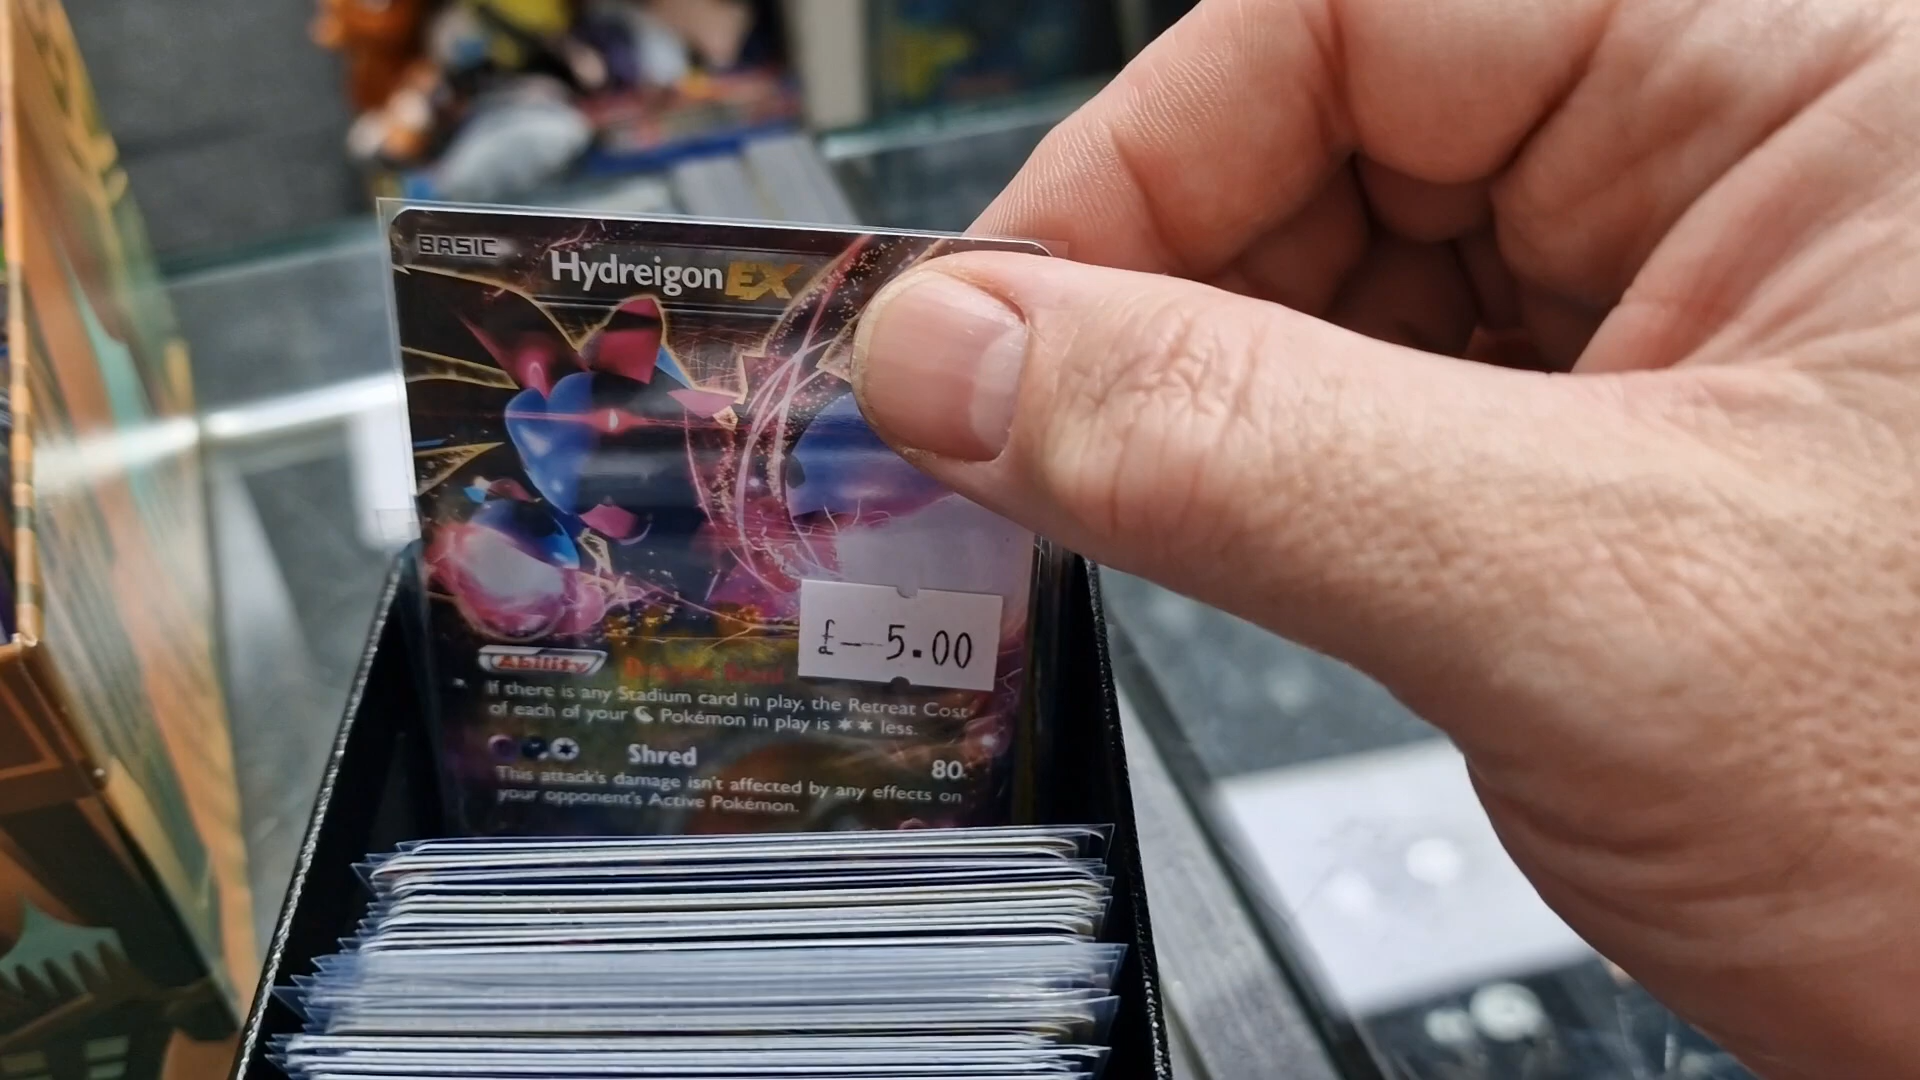 BASIC
Hydreigon EX
£--5.00
Ability
If there is any Stadium card in play, the Retreat Cost
of each of your Pokémon in play is ✶✶ less.
Shred 80
This attack's damage isn't affected by any effects on
your opponent's Active Pokémon.